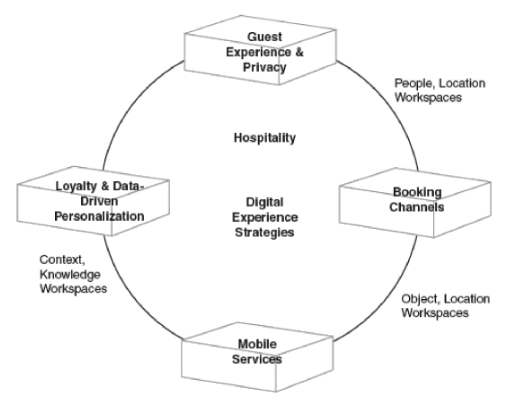 Guest
Experience &
Privacy
People, Location
Workspaces
Hospitality
Loyalty & Data-
Driven
Personalization
Digital
Experience
Strategies
Booking
Channels
Context,
Knowledge
Workspaces
Object, Location
Workspaces
Mobile
Services